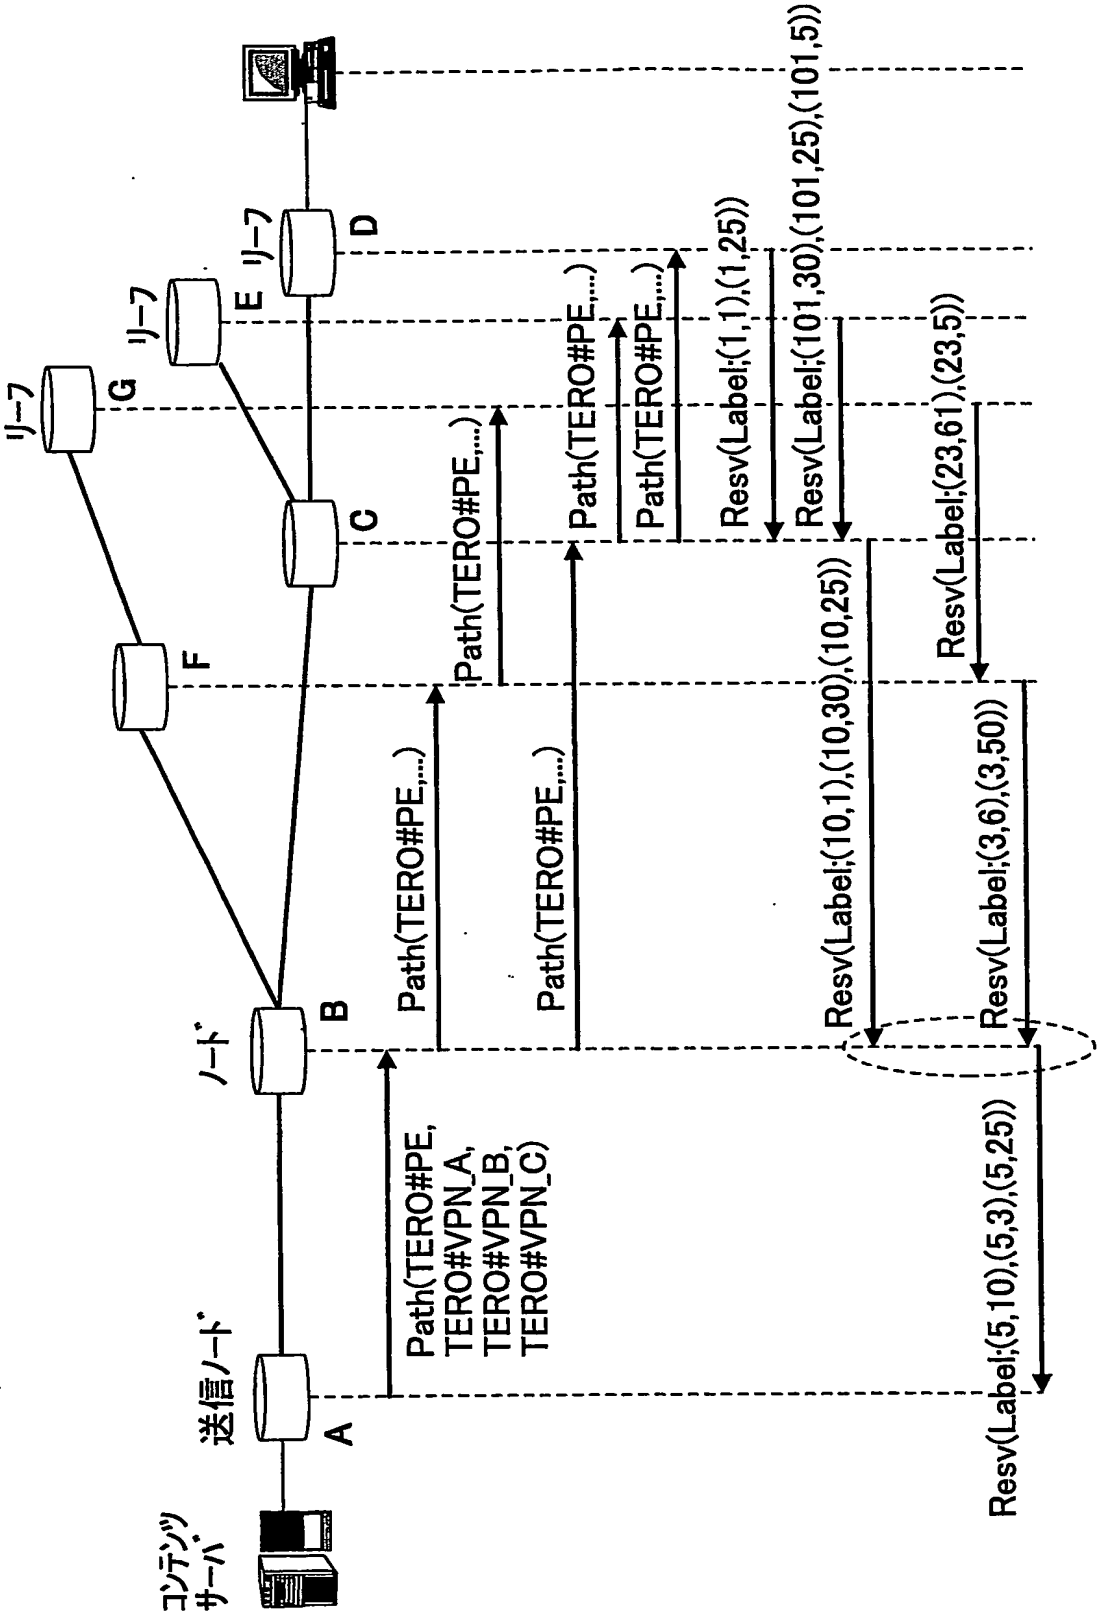 コンテンツ
サーバ
送信ノード
A
ノード
B
F
リーフ
G
リーフ
E
リーフ
D
C
Path(TERO#PE,
TERO#VPN_A,
TERO#VPN_B,
TERO#VPN_C)
Path(TERO#PE,...)
Path(TERO#PE,...)
Path(TERO#PE,...)
Path(TERO#PE,...)
Path(TERO#PE,...)
Resv(Label;(1,1),(1,25))
Resv(Label;(101,30),(101,25),(101,5))
Resv(Label;(10,1),(10,30),(10,25))
Resv(Label;(23,61),(23,5))
Resv(Label;(3,6),(3,50))
Resv(Label;(5,10),(5,3),(5,25))